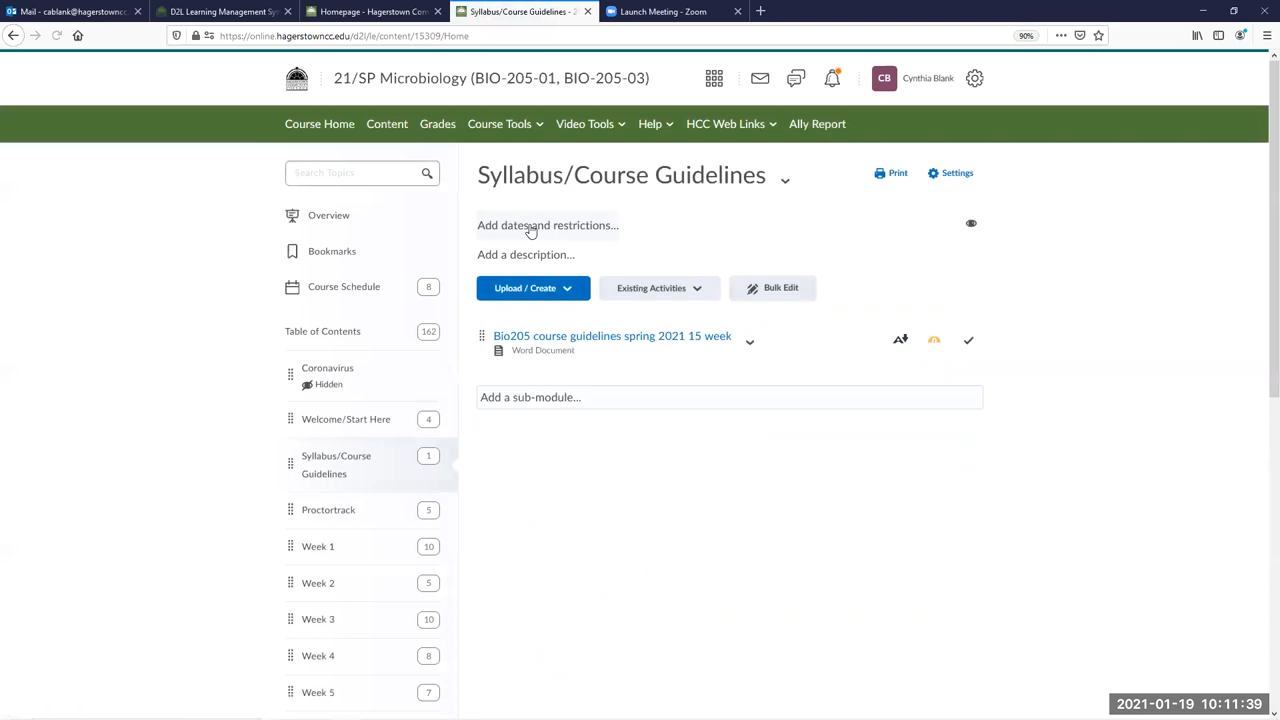 Mail - cablank@hagerstowncc.
D2L Learning Management Sys
Homepage - Hagerstown Com
Syllabus/Course Guidelines - 2
Launch Meeting - Zoom
https://online.hagerstowncc.edu/d2l/le/content/15309/Home
90%
21/SP Microbiology (BIO-205-01, BIO-205-03)
CB
Cynthia Blank
Course Home
Content
Grades
Course Tools
Video Tools
Help
HCC Web Links
Ally Report
Search Topics
Overview
Bookmarks
Course Schedule
8
Table of Contents
162
Coronavirus
Hidden
Welcome/Start Here
4
Syllabus/Course
Guidelines
1
Proctortrack
5
Week 1
10
Week 2
5
Week 3
10
Week 4
8
Week 5
7
Syllabus/Course Guidelines
Print
Settings
Add dates and restrictions...
Add a description...
Upload / Create
Existing Activities
Bulk Edit
Bio205 course guidelines spring 2021 15 week
Word Document
Add a sub-module...
2021-01-19 10:11:39